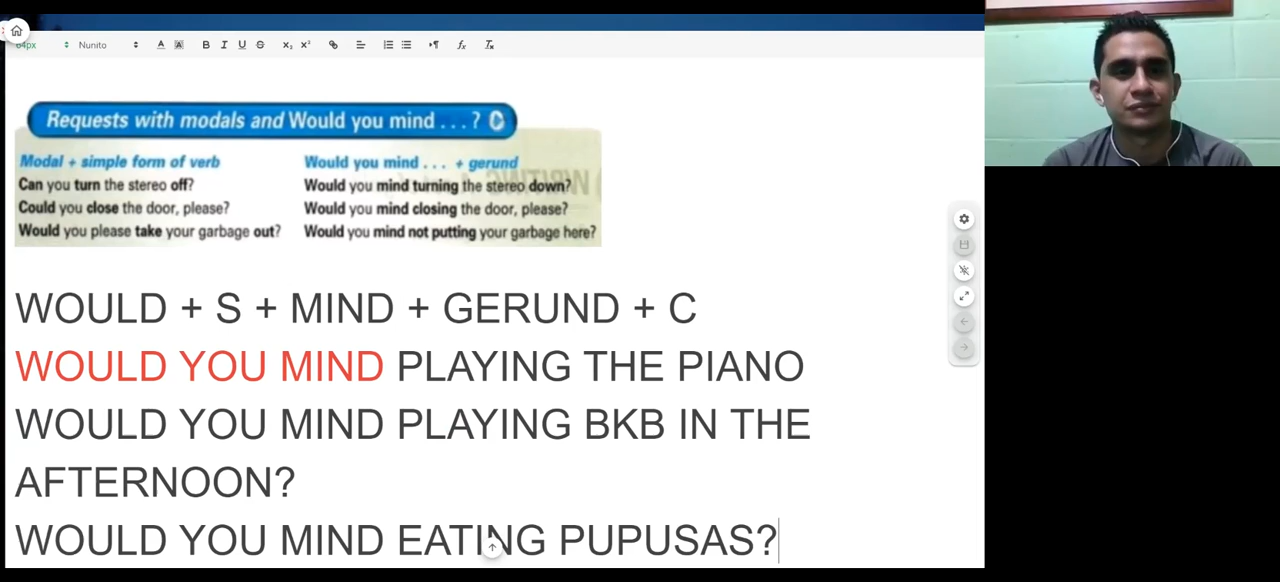 64px Nunito
Requests with modals and Would you mind . . . ?
Modal + simple form of verb
Can you turn the stereo off?
Could you close the door, please?
Would you please take your garbage out?
Would you mind . . . + gerund
Would you mind turning the stereo down?
Would you mind closing the door, please?
Would you mind not putting your garbage here?
WOULD + S + MIND + GERUND + C
WOULD YOU MIND PLAYING THE PIANO
WOULD YOU MIND PLAYING BKB IN THE
AFTERNOON?
WOULD YOU MIND EATING PUPUSAS?